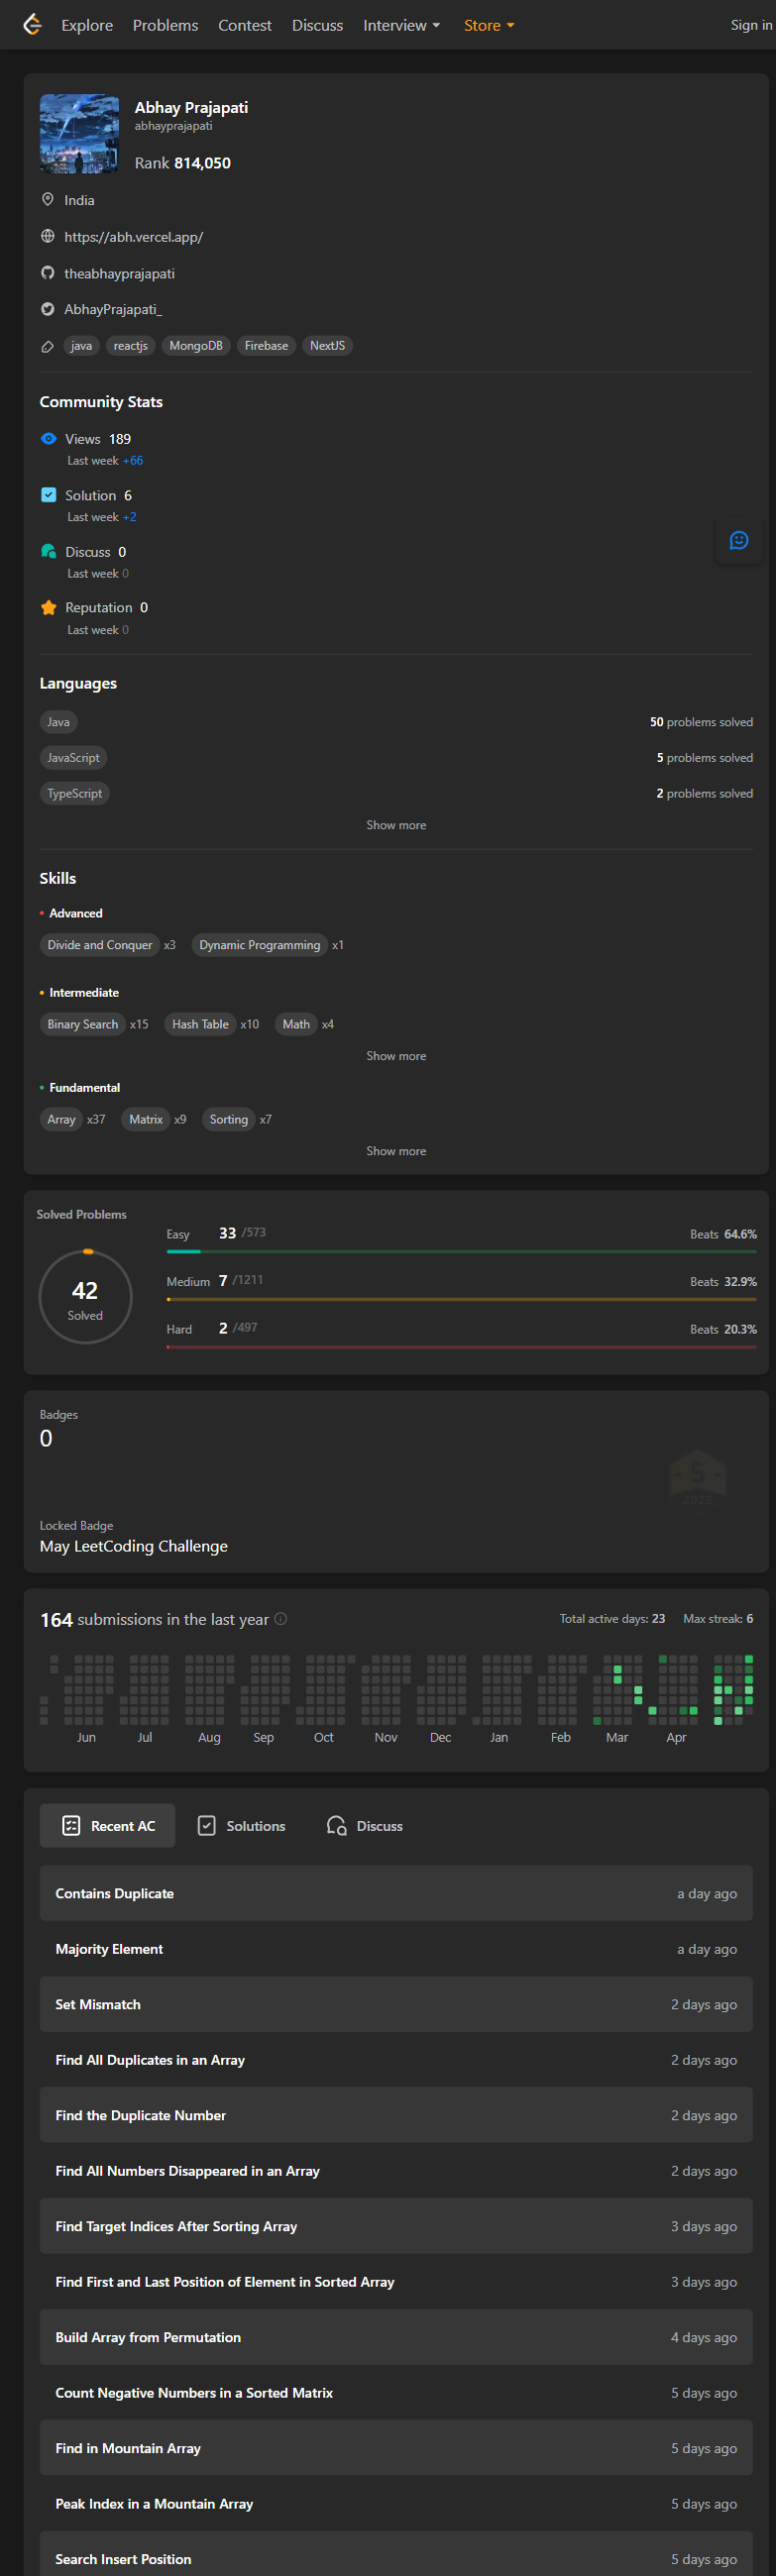 Explore Problems Contest Discuss Interview Store Sign in
Abhay Prajapati
abhayprajapati
Rank 814,050
India
https://abh.vercel.app/
theabhayprajapati
AbhayPrajapati_
java reactjs MongoDB Firebase NextJS
Community Stats
Views 189
Last week +66
Solution 6
Last week +2
Discuss 0
Last week 0
Reputation 0
Last week 0
Languages
Java 50 problems solved
JavaScript 5 problems solved
TypeScript 2 problems solved
Show more
Skills
Advanced
Divide and Conquer x3 Dynamic Programming x1
Intermediate
Binary Search x15 Hash Table x10 Math x4
Show more
Fundamental
Array x37 Matrix x9 Sorting x7
Show more
Solved Problems
42
Solved
Easy 33 /573 Beats 64.6%
Medium 7 /1211 Beats 32.9%
Hard 2 /497 Beats 20.3%
Badges
0
5
2022
Locked Badge
May LeetCoding Challenge
164 submissions in the last year Total active days: 23 Max streak: 6
Jun Jul Aug Sep Oct Nov Dec Jan Feb Mar Apr
Recent AC Solutions Discuss
Contains Duplicate a day ago
Majority Element a day ago
Set Mismatch 2 days ago
Find All Duplicates in an Array 2 days ago
Find the Duplicate Number 2 days ago
Find All Numbers Disappeared in an Array 2 days ago
Find Target Indices After Sorting Array 3 days ago
Find First and Last Position of Element in Sorted Array 3 days ago
Build Array from Permutation 4 days ago
Count Negative Numbers in a Sorted Matrix 5 days ago
Find in Mountain Array 5 days ago
Peak Index in a Mountain Array 5 days ago
Search Insert Position 5 days ago